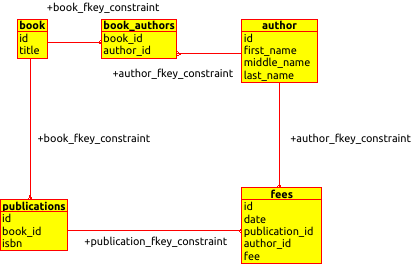 +book_fkey_constraint
book
id
title
book_authors
book_id
author_id
author
id
first_name
middle_name
last_name
+author_fkey_constraint
+book_fkey_constraint
+author_fkey_constraint
publications
id
book_id
isbn
+publication_fkey_constraint
fees
id
date
publication_id
author_id
fee